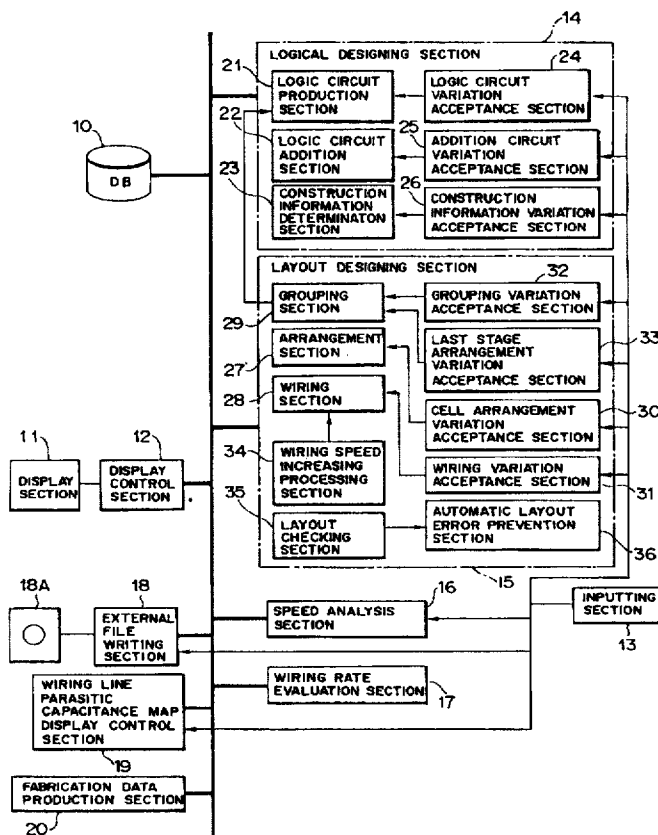 14
LOGICAL DESIGNING SECTION
21
24
LOGIC CIRCUIT
PRODUCTION
SECTION
LOGIC CIRCUIT
VARIATION
ACCEPTANCE SECTION
22
25
LOGIC CIRCUIT
ADDITION
SECTION
ADDITION CIRCUIT
VARIATION
ACCEPTANCE SECTION
23
26
CONSTRUCTION
INFORMATION
DETERMINATON
SECTION
CONSTRUCTION
INFORMATION VARIATION
ACCEPTANCE SECTION
10
DB
LAYOUT DESIGNING SECTION
32
GROUPING
SECTION
GROUPING VARIATION
ACCEPTANCE SECTION
29
33
ARRANGEMENT
SECTION
LAST STAGE
ARRANGEMENT
VARIATION
ACCEPTANCE SECTION
27
WIRING
SECTION
28
30
CELL ARRANGEMENT
VARIATION
ACCEPTANCE SECTION
34
WIRING SPEED
INCREASING
PROCESSING
SECTION
WIRING VARIATION
ACCEPTANCE SECTION
31
35
LAYOUT
CHECKING
SECTION
AUTOMATIC LAYOUT
ERROR PREVENTION
SECTION
36
15
11
12
DISPLAY
SECTION
DISPLAY
CONTROL
SECTION
18A
18
EXTERNAL
FILE
WRITING
SECTION
16
SPEED ANALYSIS
SECTION
INPUTTING
SECTION
13
WIRING RATE
EVALUATION SECTION
17
WIRING LINE
PARASITIC
CAPACITANCE MAP
DISPLAY CONTROL
SECTION
19
FABRICATION DATA
PRODUCTION SECTION
20